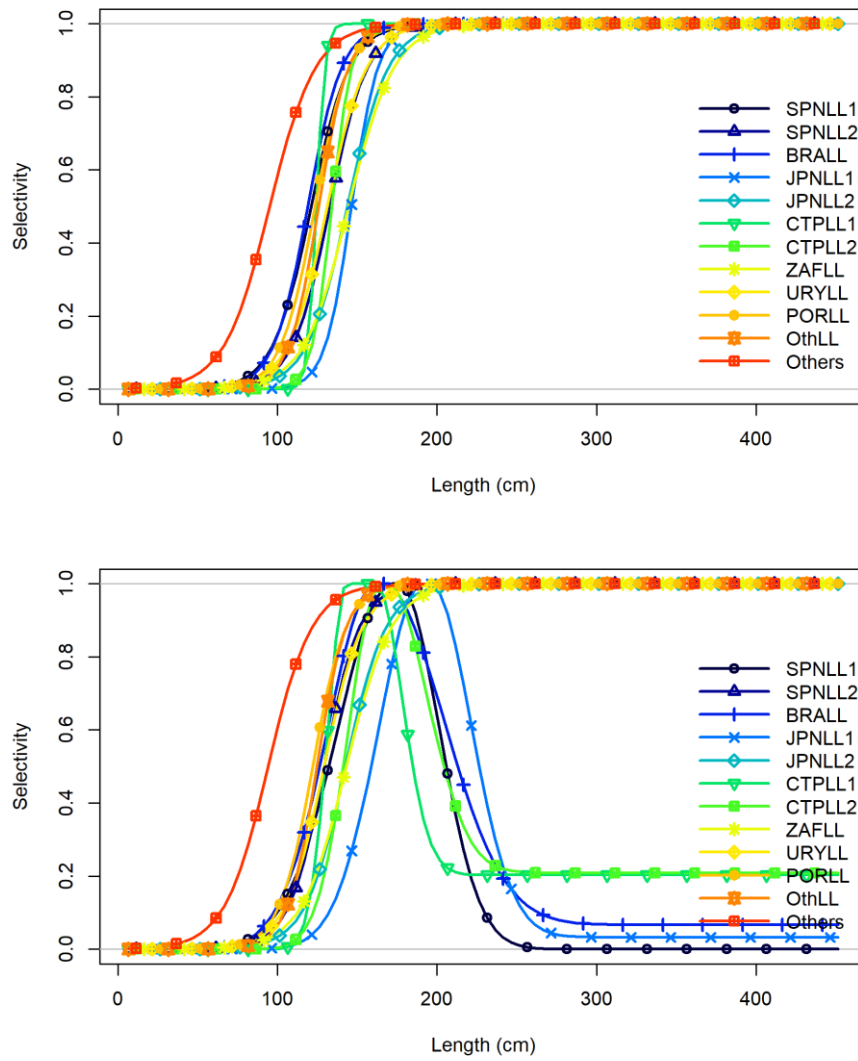 1.0
0.8
0.6
0.4
0.2
0.0
Selectivity
SPNLL1
SPNLL2
BRALL
JPNLL1
JPNLL2
CTPLL1
CTPLL2
ZAFLL
URYLL
PORLL
OthLL
Others
0 100 200 300 400
Length (cm)
1.0
0.8
0.6
0.4
0.2
0.0
Selectivity
SPNLL1
SPNLL2
BRALL
JPNLL1
JPNLL2
CTPLL1
CTPLL2
ZAFLL
URYLL
PORLL
OthLL
Others
0 100 200 300 400
Length (cm)